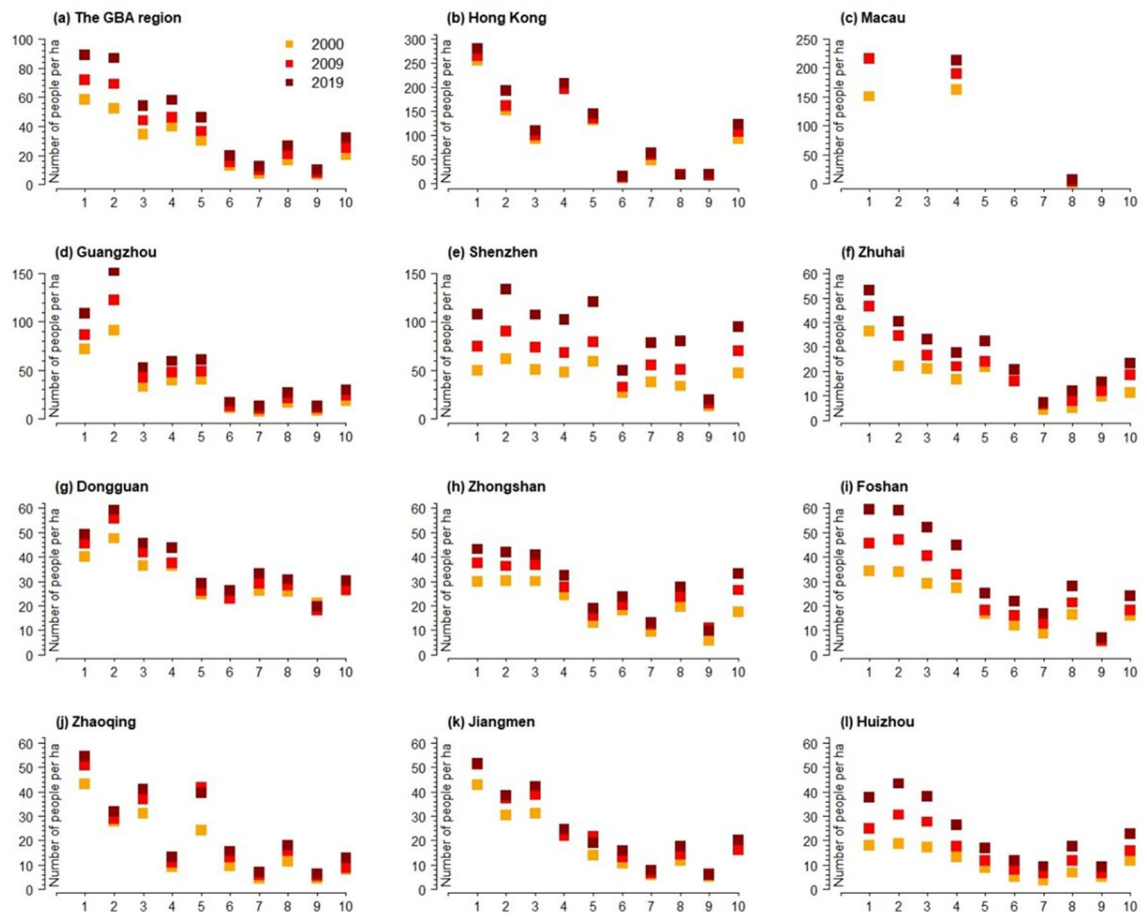 (a) The GBA region
Number of people per ha
100
80
60
40
20
0
1 2 3 4 5 6 7 8 9 10
2000
2009
2019
(b) Hong Kong
Number of people per ha
300
250
200
150
100
50
0
1 2 3 4 5 6 7 8 9 10
(c) Macau
Number of people per ha
250
200
150
100
50
0
1 2 3 4 5 6 7 8 9 10
(d) Guangzhou
Number of people per ha
150
100
50
0
1 2 3 4 5 6 7 8 9 10
(e) Shenzhen
Number of people per ha
150
100
50
0
1 2 3 4 5 6 7 8 9 10
(f) Zhuhai
Number of people per ha
60
50
40
30
20
10
0
1 2 3 4 5 6 7 8 9 10
(g) Dongguan
Number of people per ha
60
50
40
30
20
10
0
1 2 3 4 5 6 7 8 9 10
(h) Zhongshan
Number of people per ha
60
50
40
30
20
10
0
1 2 3 4 5 6 7 8 9 10
(i) Foshan
Number of people per ha
60
50
40
30
20
10
0
1 2 3 4 5 6 7 8 9 10
(j) Zhaoqing
Number of people per ha
60
50
40
30
20
10
0
1 2 3 4 5 6 7 8 9 10
(k) Jiangmen
Number of people per ha
60
50
40
30
20
10
0
1 2 3 4 5 6 7 8 9 10
(l) Huizhou
Number of people per ha
60
50
40
30
20
10
0
1 2 3 4 5 6 7 8 9 10